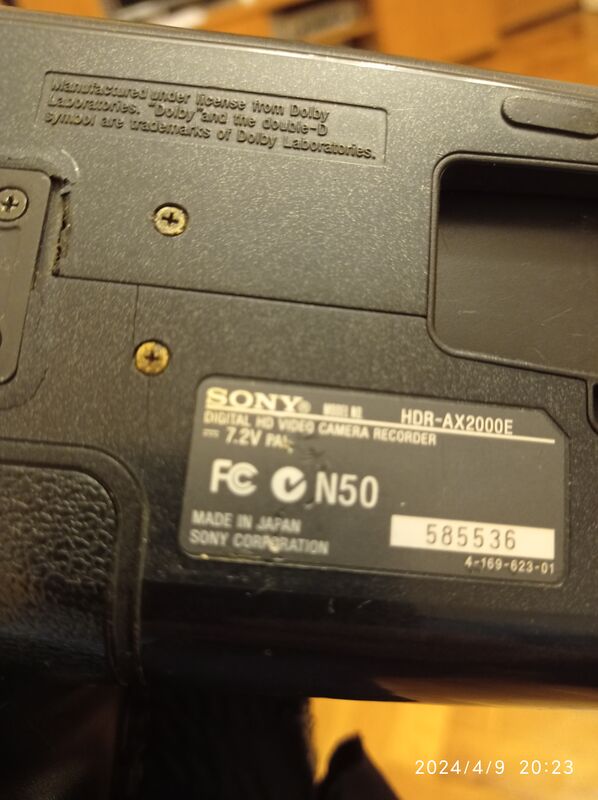 Manufactured under license from Dolby
Laboratories. "Dolby" and the double-D
symbol are trademarks of Dolby Laboratories.
SONY® MODEL NO. HDR-AX2000E
DIGITAL HD VIDEO CAMERA RECORDER
7.2V PAL
FC N50
MADE IN JAPAN
SONY CORPORATION
585536
4-169-623-01
2024/4/9 20:23